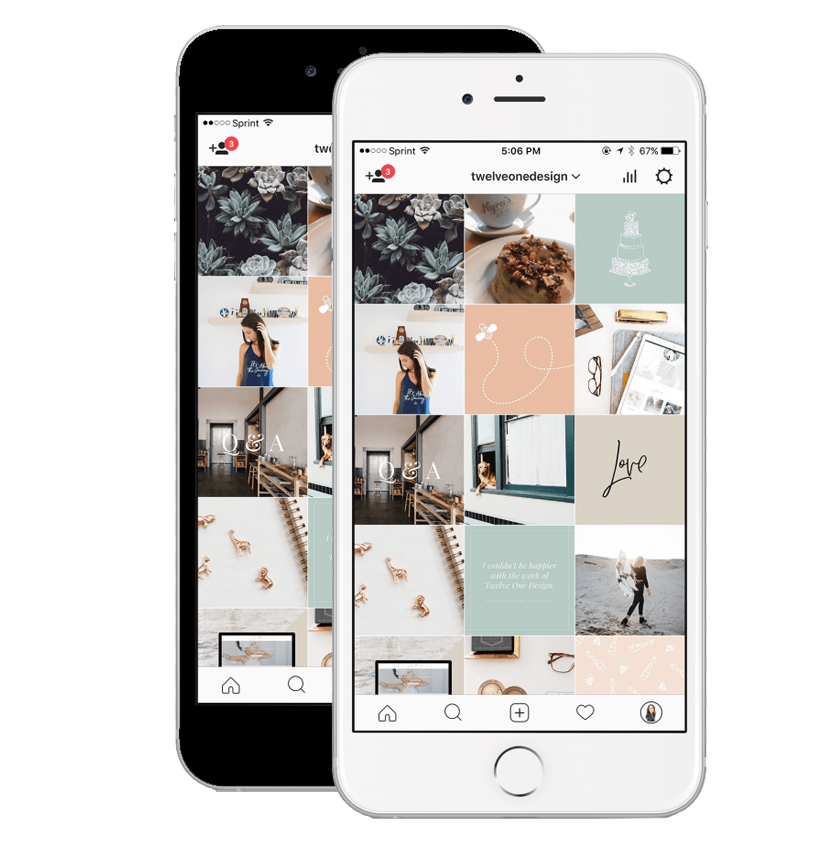 Sprint
3
Sprint
5:06 PM
67%
3
twelveonedesign
Kyra's
Q & A
Q & A
Love
I couldn't be happier
with the work of
Twelve One Design.